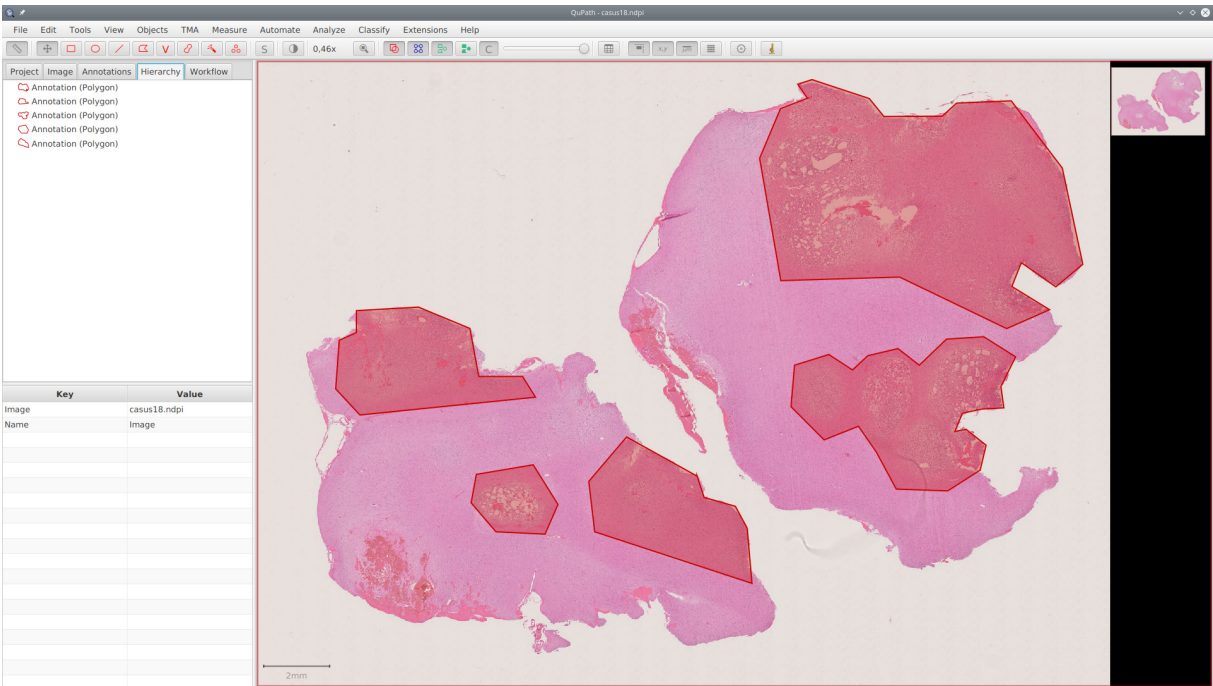 QuPath - casus18.ndpi
File Edit Tools View Objects TMA Measure Automate Analyze Classify Extensions Help
V S 0,46x C
Project Image Annotations Hierarchy Workflow
Annotation (Polygon)
Annotation (Polygon)
Annotation (Polygon)
Annotation (Polygon)
Annotation (Polygon)
Key Value
Image casus18.ndpi
Name Image
2mm